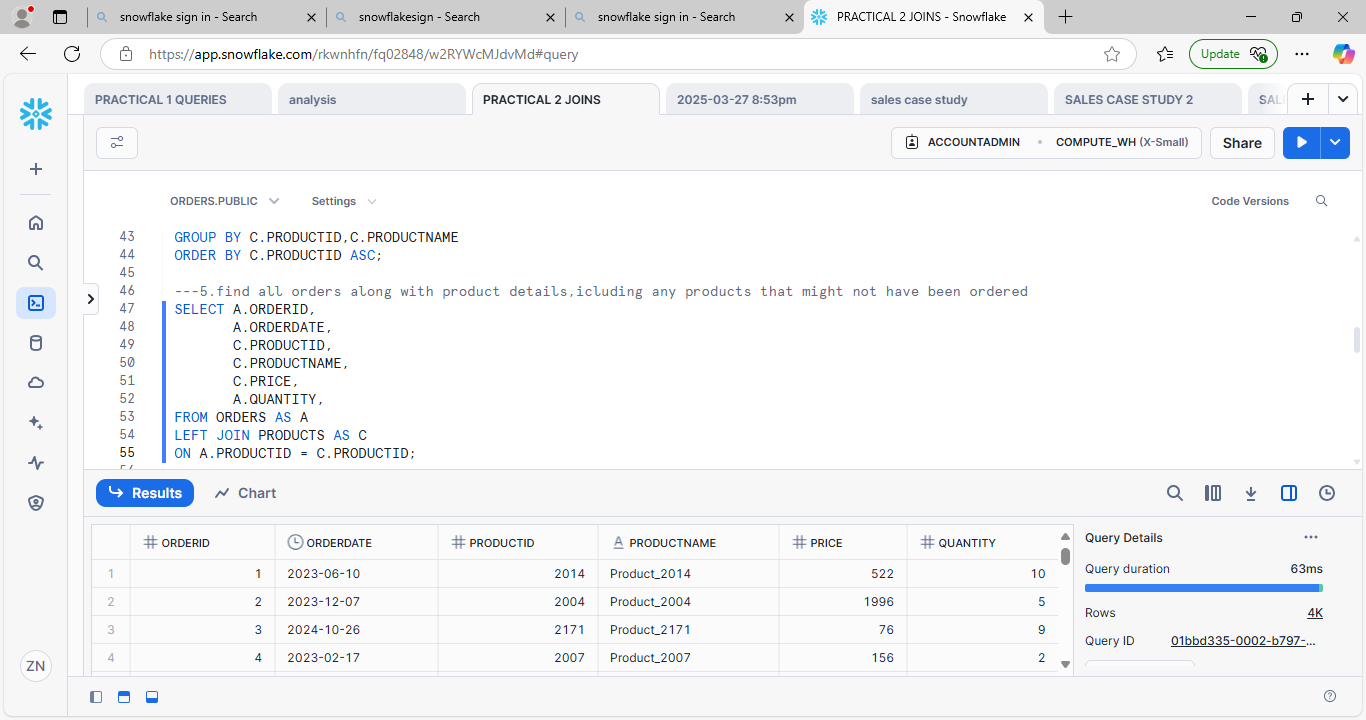 snowflake sign in - Search
snowflakesign - Search
snowflake sign in - Search
PRACTICAL 2 JOINS - Snowflake
https://app.snowflake.com/rkwnhfn/fq02848/w2RYWcMJdvMd#query
Update
PRACTICAL 1 QUERIES
analysis
PRACTICAL 2 JOINS
2025-03-27 8:53pm
sales case study
SALES CASE STUDY 2
SAL
ACCOUNTADMIN
COMPUTE_WH (X-Small)
Share
ORDERS.PUBLIC
Settings
Code Versions
43 GROUP BY C.PRODUCTID,C.PRODUCTNAME
44 ORDER BY C.PRODUCTID ASC;
45
46 ---5.find all orders along with product details,icluding any products that might not have been ordered
47 SELECT A.ORDERID,
48 A.ORDERDATE,
49 C.PRODUCTID,
50 C.PRODUCTNAME,
51 C.PRICE,
52 A.QUANTITY,
53 FROM ORDERS AS A
54 LEFT JOIN PRODUCTS AS C
55 ON A.PRODUCTID = C.PRODUCTID;
Results
Chart
ORDERID ORDERDATE PRODUCTID PRODUCTNAME PRICE QUANTITY
1 1 2023-06-10 2014 Product_2014 522 10
2 2 2023-12-07 2004 Product_2004 1996 5
3 3 2024-10-26 2171 Product_2171 76 9
4 4 2023-02-17 2007 Product_2007 156 2
Query Details
Query duration 63ms
Rows 4K
Query ID 01bbd335-0002-b797-...
ZN